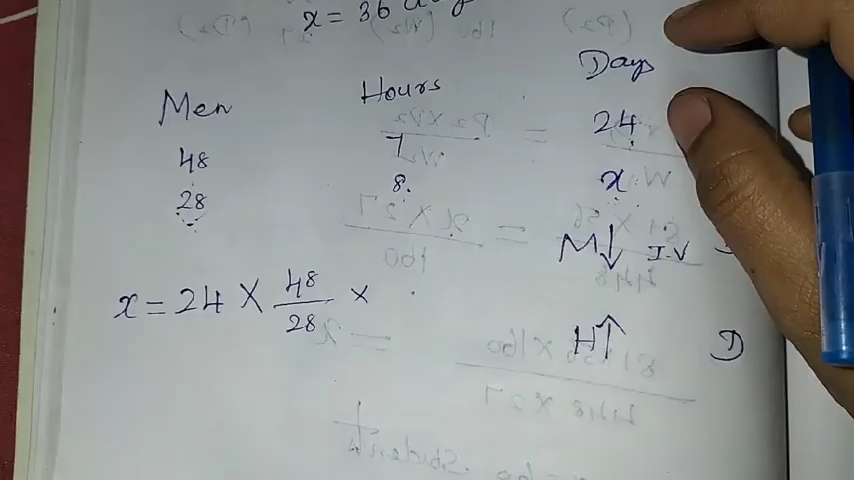 x = 36
Men Hours Days
48 7 24
28 8 x
M↓ I.V
x = 24 × 48/28 ×
H↑ D